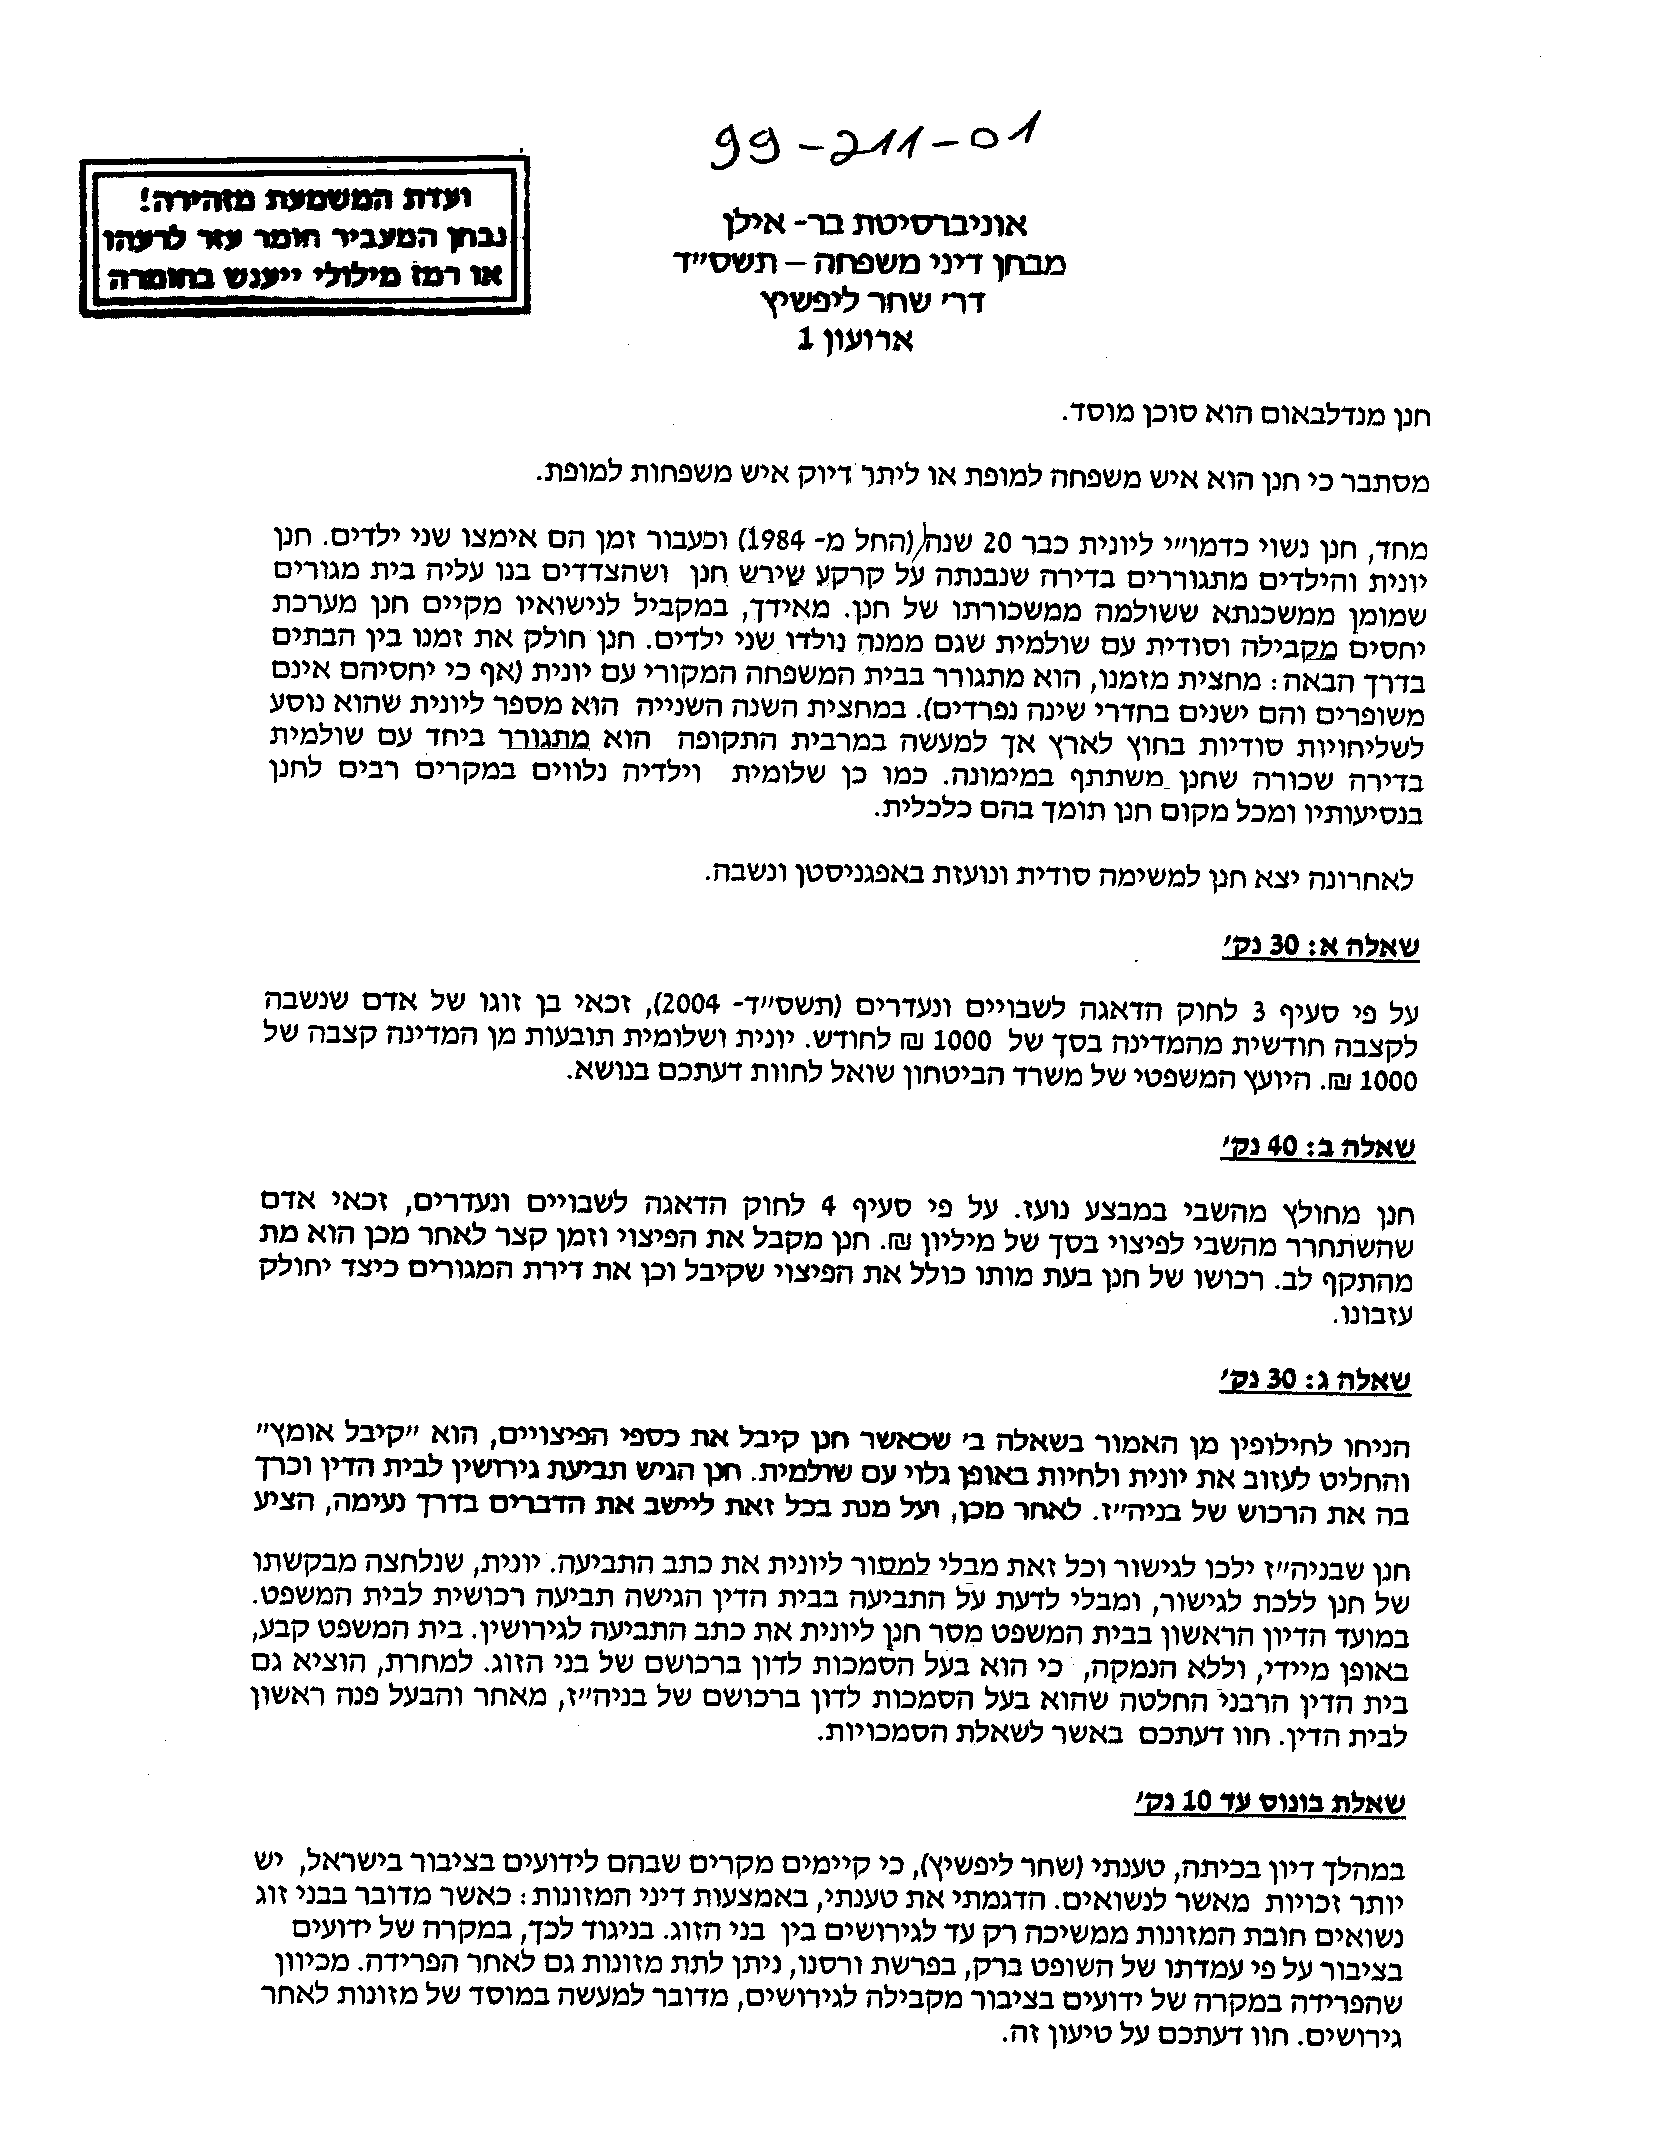 99-211-01
ועדת המשמעת מזהירה!
נבחן המעביר חומר עזר לרעהו
או רמז מילולי ייענש בחומרה
אוניברסיטת בר- אילן
מבחן דיני משפחה – תשס״ד
דר׳ שחר ליפשיץ
ארועון 1
חנן מנדלבאום הוא סוכן מוסד.
מסתבר כי חנן הוא איש משפחה למופת או ליתר דיוק איש משפחות למופת.
מחד, חנן נשוי כדמו״י ליונית כבר 20 שנה (החל מ- 1984) וכעבור זמן הם אימצו שני ילדים. חנן
יונית והילדים מתגוררים בדירה שנבנתה על קרקע שירש חנן ושהצדדים בנו עליה בית מגורים
שמומן ממשכנתא ששולמה ממשכורתו של חנן. מאידך, במקביל לנישואיו מקיים חנן מערכת
יחסים מקבילה וסודית עם שולמית שגם ממנה נולדו שני ילדים. חנן חולק את זמנו בין הבתים
בדרך הבאה: מחצית מזמנו, הוא מתגורר בבית המשפחה המקורי עם יונית (אף כי יחסיהם אינם
משופרים והם ישנים בחדרי שינה נפרדים). במחצית השנה השנייה הוא מספר ליונית שהוא נוסע
לשליחויות סודיות בחוץ לארץ אך למעשה במרבית התקופה הוא מתגורר ביחד עם שולמית
בדירה שכורה שחנן משתתף במימונה. כמו כן שלומית וילדיה נלווים במקרים רבים לחנן
בנסיעותיו ומכל מקום חנן תומך בהם כלכלית.
לאחרונה יצא חנן למשימה סודית ונועזת באפגניסטן ונשבה.
שאלה א: 30 נק׳
על פי סעיף 3 לחוק הדאגה לשבויים ונעדרים (תשס״ד- 2004), זכאי בן זוגו של אדם שנשבה
לקצבה חודשית מהמדינה בסך של 1000 ₪ לחודש. יונית ושלומית תובעות מן המדינה קצבה של
1000 ₪. היועץ המשפטי של משרד הביטחון שואל לחוות דעתכם בנושא.
שאלה ב: 40 נק׳
חנן מחולץ מהשבי במבצע נועז. על פי סעיף 4 לחוק הדאגה לשבויים ונעדרים, זכאי אדם
שהשתחרר מהשבי לפיצוי בסך של מיליון ₪. חנן מקבל את הפיצוי וזמן קצר לאחר מכן הוא מת
מהתקף לב. רכושו של חנן בעת מותו כולל את הפיצוי שקיבל וכן את דירת המגורים כיצד יחולק
עזבונו.
שאלה ג: 30 נק׳
הניחו לחילופין מן האמור בשאלה ב׳ שכאשר חנן קיבל את כספי הפיצויים, הוא ״קיבל אומץ״
והחליט לעזוב את יונית ולחיות באופן גלוי עם שולמית. חנן הגיש תביעת גירושין לבית הדין וכרך
בה את הרכוש של בניה״ז. לאחר מכן, ועל מנת בכל זאת ליישב את הדברים בדרך נעימה, הציע
חנן שבניה״ז ילכו לגישור וכל זאת מבלי למסור ליונית את כתב התביעה. יונית, שנלחצה מבקשתו
של חנן ללכת לגישור, ומבלי לדעת על התביעה בבית הדין הגישה תביעה רכושית לבית המשפט.
במועד הדיון הראשון בבית המשפט מסר חנן ליונית את כתב התביעה לגירושין. בית המשפט קבע,
באופן מיידי, וללא הנמקה, כי הוא בעל הסמכות לדון ברכושם של בני הזוג. למחרת, הוציא גם
בית הדין הרבני החלטה שהוא בעל הסמכות לדון ברכושם של בניה״ז, מאחר והבעל פנה ראשון
לבית הדין. חוו דעתכם באשר לשאלת הסמכויות.
שאלת בונוס עד 10 נק׳
במהלך דיון בכיתה, טענתי (שחר ליפשיץ), כי קיימים מקרים שבהם לידועים בציבור בישראל, יש
יותר זכויות מאשר לנשואים. הדגמתי את טענתי, באמצעות דיני המזונות: כאשר מדובר בבני זוג
נשואים חובת המזונות ממשיכה רק עד לגירושים בין בני הזוג. בניגוד לכך, במקרה של ידועים
בציבור על פי עמדתו של השופט ברק, בפרשת ורסנו, ניתן לתת מזונות גם לאחר הפרידה. מכיוון
שהפרידה במקרה של ידועים בציבור מקבילה לגירושים, מדובר למעשה במוסד של מזונות לאחר
גירושים. חוו דעתכם על טיעון זה.